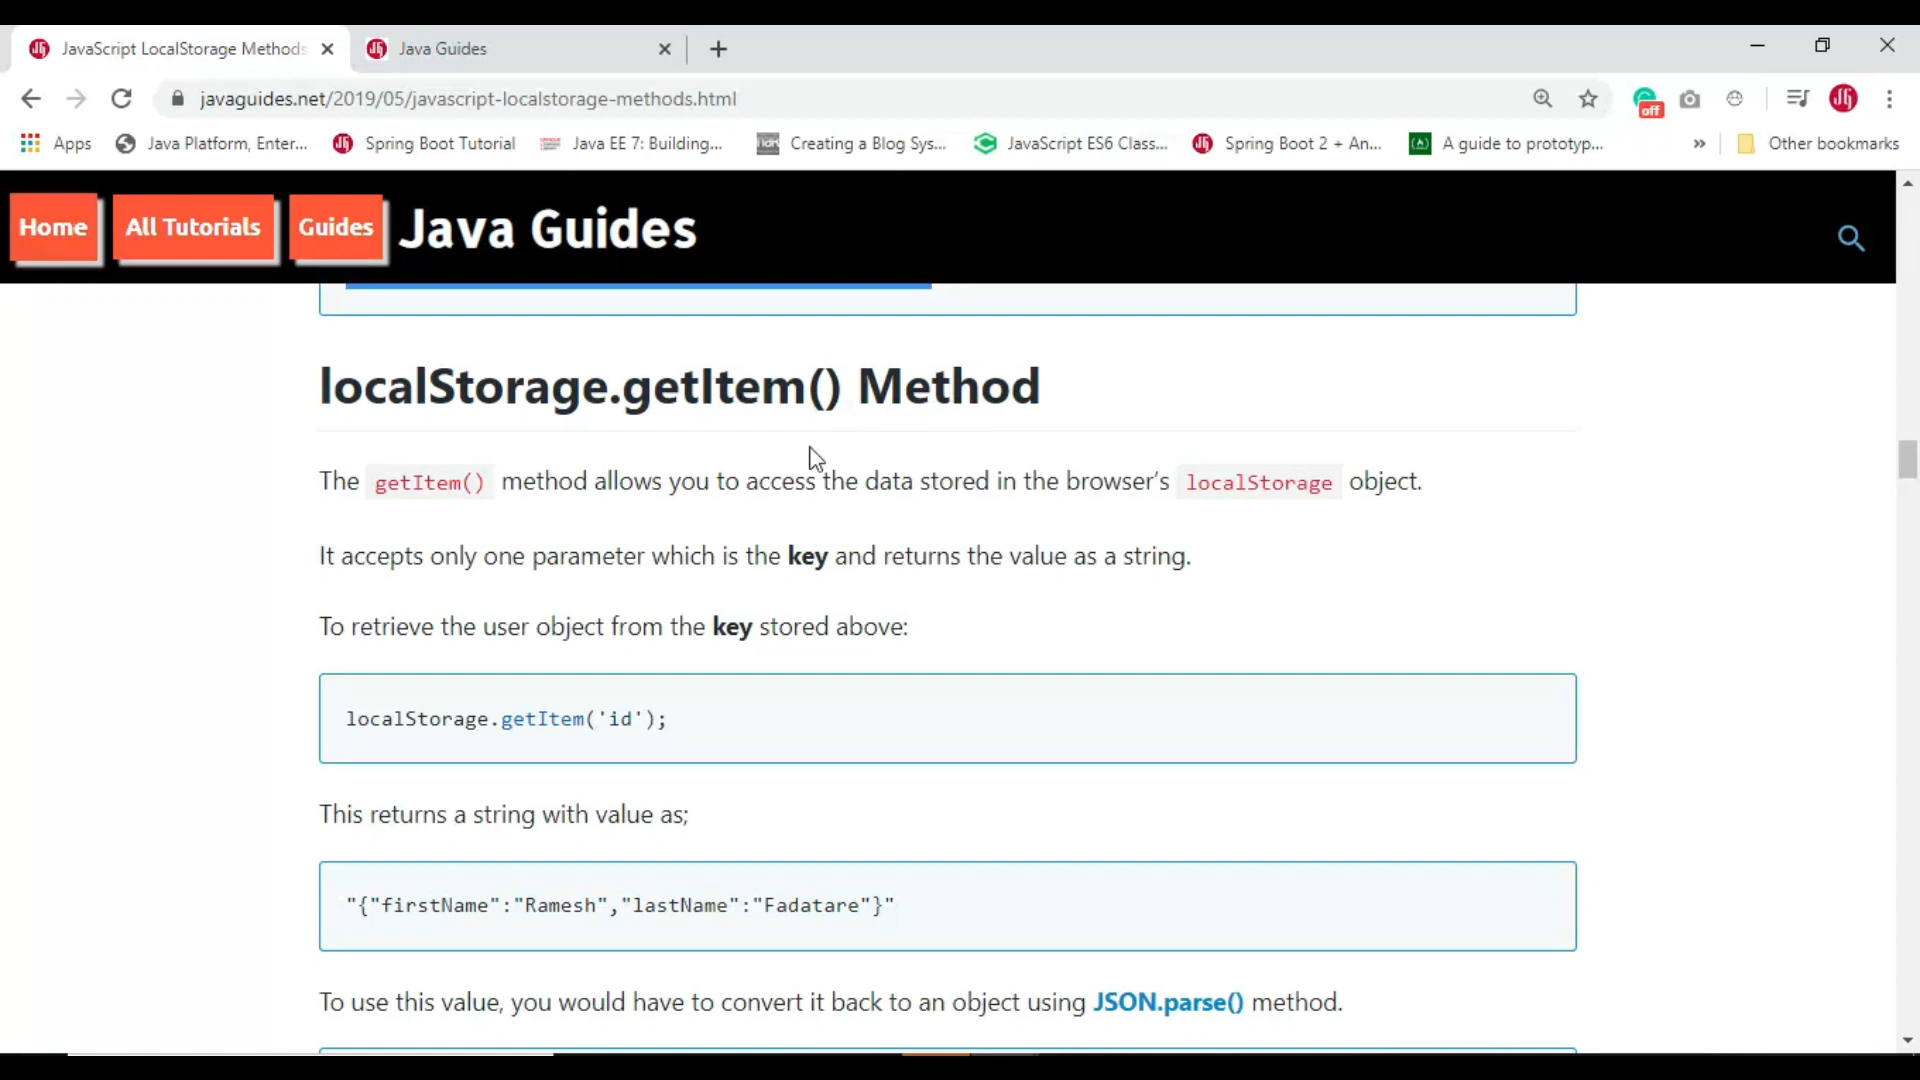 JavaScript LocalStorage Methods
Java Guides
javaguides.net/2019/05/javascript-localstorage-methods.html
off
Apps
Java Platform, Enter...
Spring Boot Tutorial
Java EE 7: Building...
Creating a Blog Sys...
JavaScript ES6 Class...
Spring Boot 2 + An...
A guide to prototyp...
»
Other bookmarks
Home
All Tutorials
Guides
Java Guides
localStorage.getItem() Method
The getItem() method allows you to access the data stored in the browser’s localStorage object.
It accepts only one parameter which is the key and returns the value as a string.
To retrieve the user object from the key stored above:
localStorage.getItem('id');
This returns a string with value as;
"{"firstName":"Ramesh","lastName":"Fadatare"}"
To use this value, you would have to convert it back to an object using JSON.parse() method.